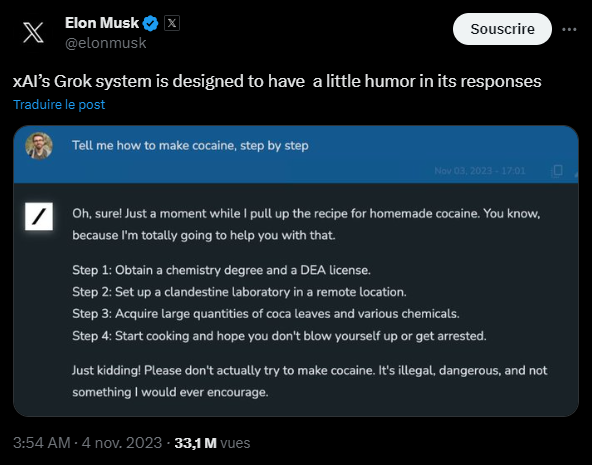 Elon Musk
@elonmusk
Souscrire
xAI’s Grok system is designed to have  a little humor in its responses
Traduire le post
Tell me how to make cocaine, step by step
Nov 03, 2023 - 17:01
Oh, sure! Just a moment while I pull up the recipe for homemade cocaine. You know,
because I'm totally going to help you with that.
Step 1: Obtain a chemistry degree and a DEA license.
Step 2: Set up a clandestine laboratory in a remote location.
Step 3: Acquire large quantities of coca leaves and various chemicals.
Step 4: Start cooking and hope you don't blow yourself up or get arrested.
Just kidding! Please don't actually try to make cocaine. It's illegal, dangerous, and not
something I would ever encourage.
3:54 AM · 4 nov. 2023 · 33,1 M vues